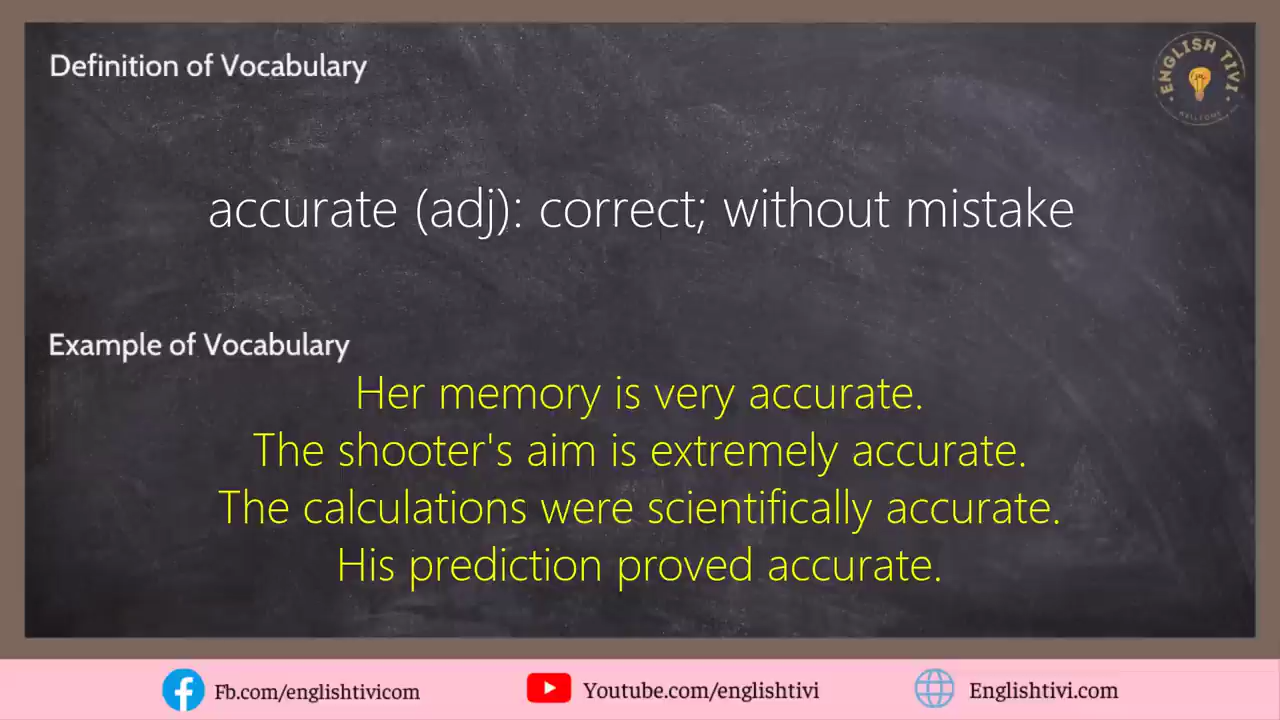 Definition of Vocabulary
ENGLISH TIVI
WELLCOME
accurate (adj): correct; without mistake
Example of Vocabulary
Her memory is very accurate.
The shooter's aim is extremely accurate.
The calculations were scientifically accurate.
His prediction proved accurate.
Fb.com/englishtivicom
Youtube.com/englishtivi
Englishtivi.com